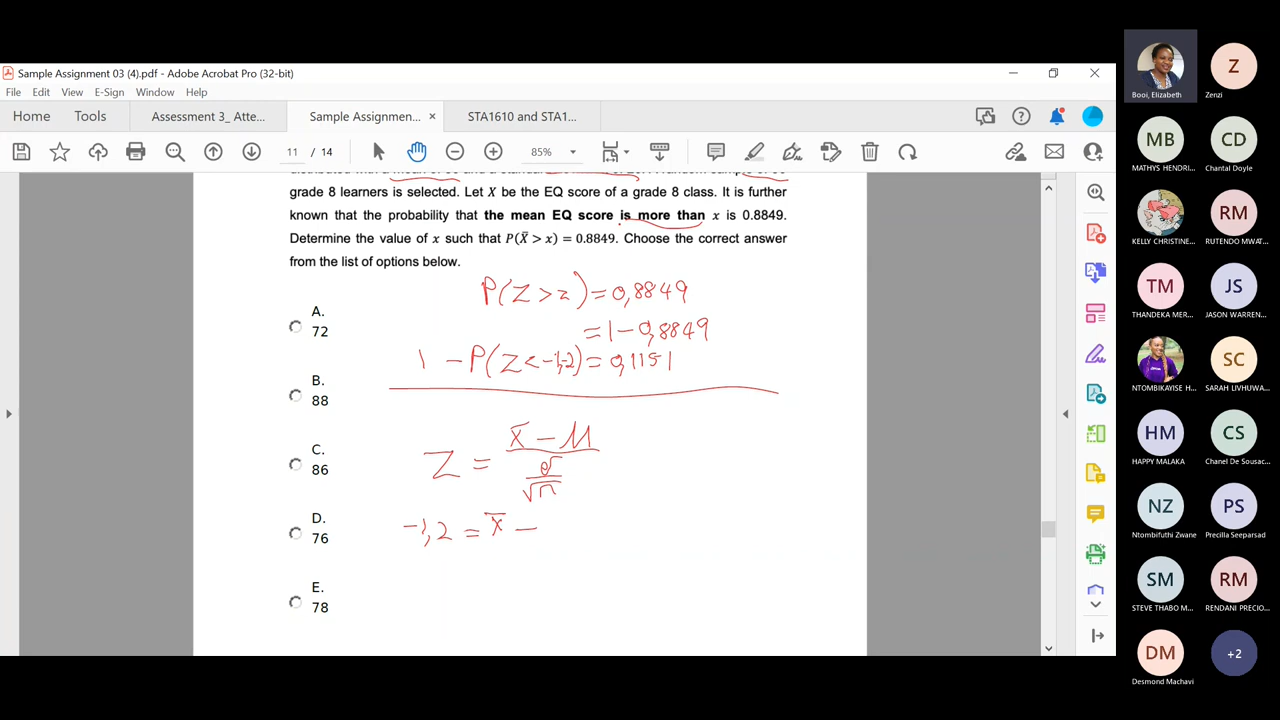 Sample Assignment 03 (4).pdf - Adobe Acrobat Pro (32-bit)
File Edit View E-Sign Window Help
Home Tools Assessment 3_ Atte... Sample Assignmen... × STA1610 and STA1...
11 / 14 85%
grade 8 learners is selected. Let X be the EQ score of a grade 8 class. It is further
known that the probability that the mean EQ score is more than x is 0.8849.
Determine the value of x such that P(X̄ > x) = 0.8849. Choose the correct answer
from the list of options below.
P(Z > z) = 0,8849
= 1 - 0,8849
1 - P(Z < -1,2) = 0,1151
A.
72
B.
88
C.
86
D.
76
E.
78
Z = x̄ - M
σ
√n
-1,2 = x̄ -
Booi, Elizabeth
Z
Zenzi
MB
MATHYS HENDRI...
CD
Chantal Doyle
KELLY CHRISTINE...
RM
RUTENDO MWAT...
TM
THANDEKA MER...
JS
JASON WARREN...
NTOMBIKAYISE H...
SC
SARAH LIVHUWA...
HM
HAPPY MALAKA
CS
Chanel De Sousac...
NZ
Ntombifuthi Zwane
PS
Precilla Seeparsad
SM
STEVE THABO M...
RM
RENDANI PRECIO...
DM
Desmond Machavi
+2